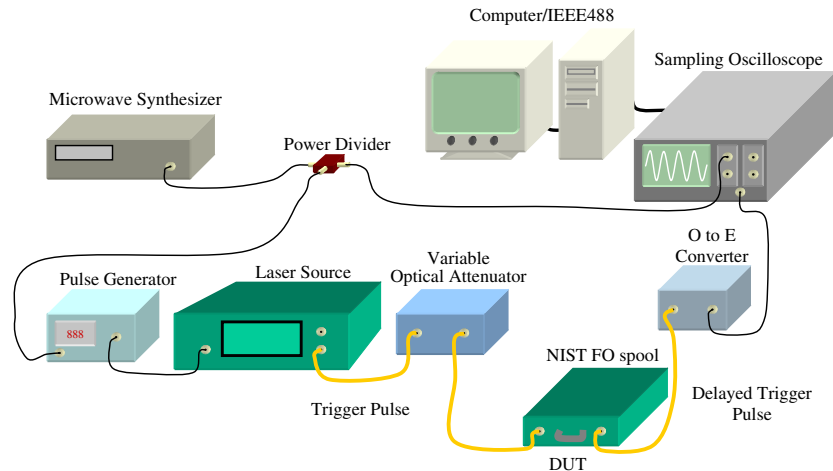 Computer/IEEE488
Sampling Oscilloscope
Microwave Synthesizer
Power Divider
O to E
Converter
Variable
Optical Attenuator
Laser Source
Pulse Generator
888
NIST FO spool
Trigger Pulse
Delayed Trigger
Pulse
DUT